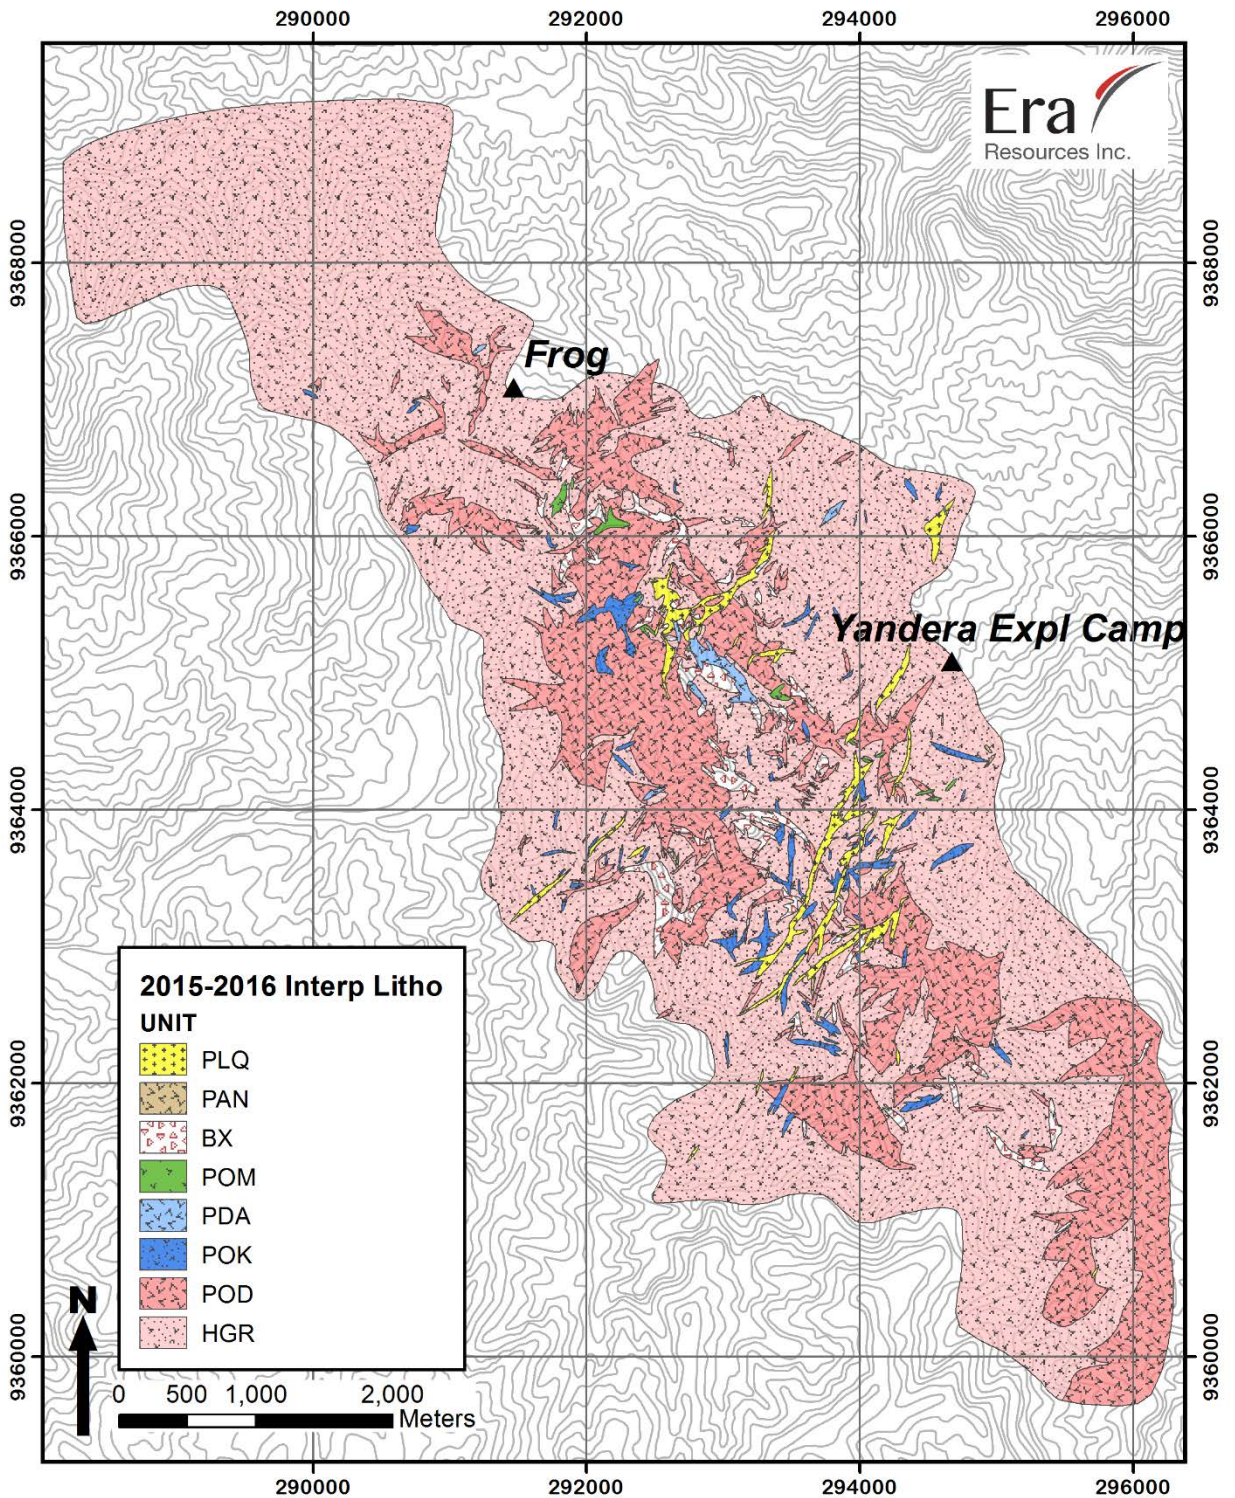 290000 292000 294000 296000
Era
Resources Inc.
9368000 9368000
Frog
9366000 9366000
Yandera Expl Camp
9364000 9364000
2015-2016 Interp Litho
UNIT
PLQ
PAN
BX
POM
PDA
POK
POD
HGR
9362000 9362000
N
9360000 9360000
0 500 1,000 2,000
Meters
290000 292000 294000 296000